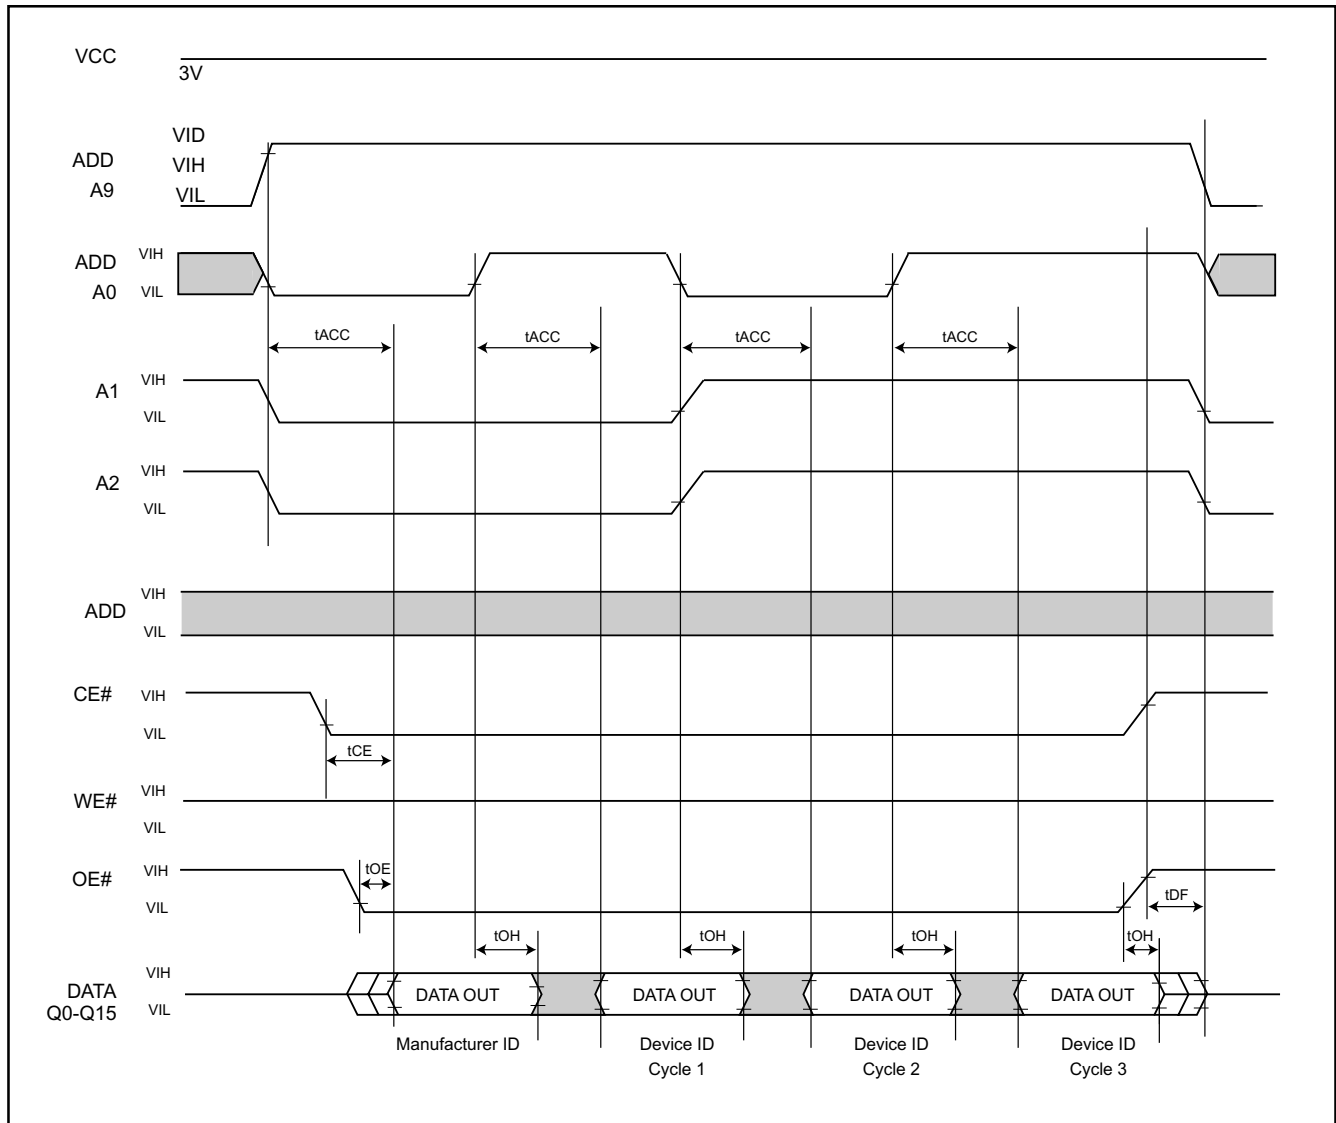 VCC
3V
VID
ADD
VIH
A9
VIL
ADD
VIH
A0
VIL
tACC
tACC
tACC
tACC
A1
VIH
VIL
A2
VIH
VIL
ADD
VIH
VIL
CE#
VIH
VIL
tCE
WE#
VIH
VIL
OE#
VIH
VIL
tOE
tDF
tOH
tOH
tOH
tOH
DATA
Q0-Q15
VIH
VIL
DATA OUT
DATA OUT
DATA OUT
DATA OUT
Manufacturer ID
Device ID
Cycle 1
Device ID
Cycle 2
Device ID
Cycle 3